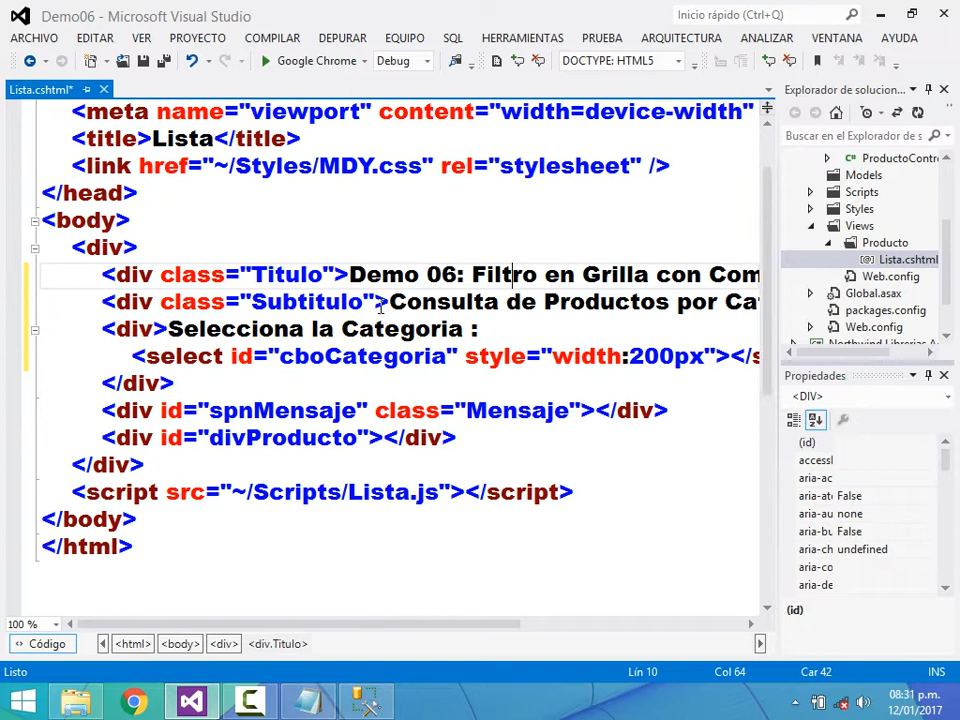 Demo06 - Microsoft Visual Studio
Inicio rápido (Ctrl+Q)
ARCHIVO EDITAR VER PROYECTO COMPILAR DEPURAR EQUIPO SQL HERRAMIENTAS PRUEBA ARQUITECTURA ANALIZAR VENTANA AYUDA
Google Chrome Debug DOCTYPE: HTML5
Lista.cshtml*
<meta name="viewport" content="width=device-width"
<title>Lista</title>
<link href="~/Styles/MDY.css" rel="stylesheet" />
</head>
<body>
<div>
<div class="Titulo">Demo 06: Filtro en Grilla con Com
<div class="Subtitulo">Consulta de Productos por Ca
<div>Selecciona la Categoria :
<select id="cboCategoria" style="width:200px"></s
</div>
<div id="spnMensaje" class="Mensaje"></div>
<div id="divProducto"></div>
</div>
<script src="~/Scripts/Lista.js"></script>
</body>
</html>
100 %
Código <html> <body> <div> <div.Titulo>
Explorador de solucion...
Buscar en el Explorador de s
ProductoContr
Models
Scripts
Styles
Views
Producto
Lista.cshtml
Web.config
Global.asax
packages.config
Web.config
Northwind Librerias A
Propiedades
<DIV>
(id)
accessl
aria-ac
aria-at False
aria-au none
aria-bu False
aria-ch undefined
aria-co
aria-de
(id)
Listo Lín 10 Col 64 Car 42 INS
08:31 p.m.
12/01/2017